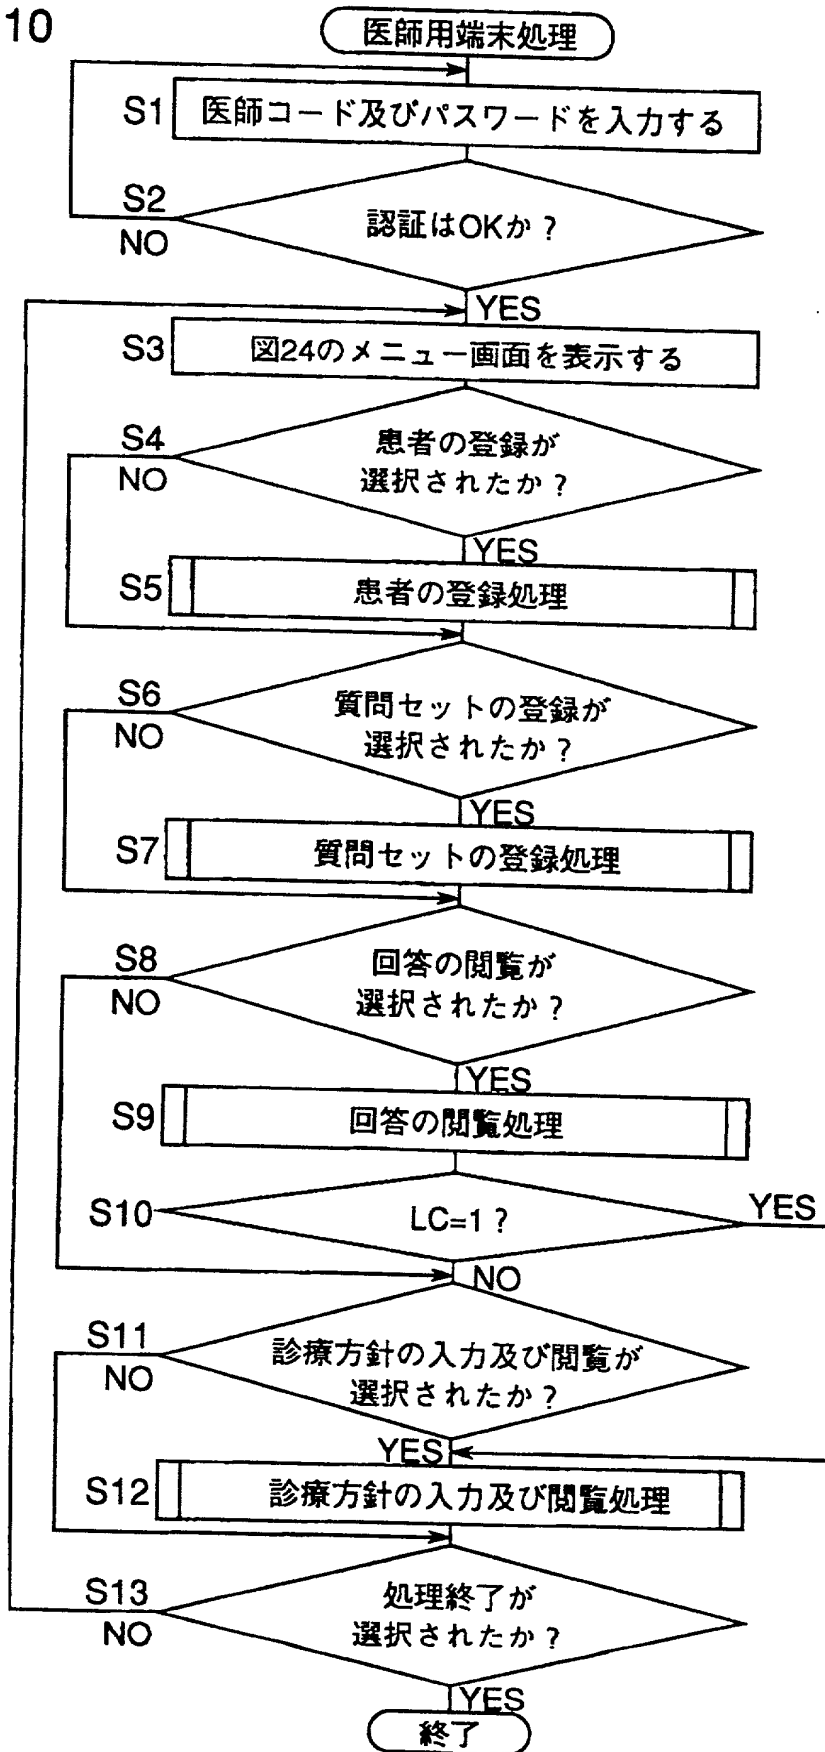 10
医師用端末処理
S1
医師コード及びパスワードを入力する
S2
NO
認証はOKか？
YES
S3
図24のメニュー画面を表示する
S4
NO
患者の登録が
選択されたか？
YES
S5
患者の登録処理
S6
NO
質問セットの登録が
選択されたか？
YES
S7
質問セットの登録処理
S8
NO
回答の閲覧が
選択されたか？
YES
S9
回答の閲覧処理
S10
LC=1？
YES
NO
S11
NO
診療方針の入力及び閲覧が
選択されたか？
YES
S12
診療方針の入力及び閲覧処理
S13
NO
処理終了が
選択されたか？
YES
終了